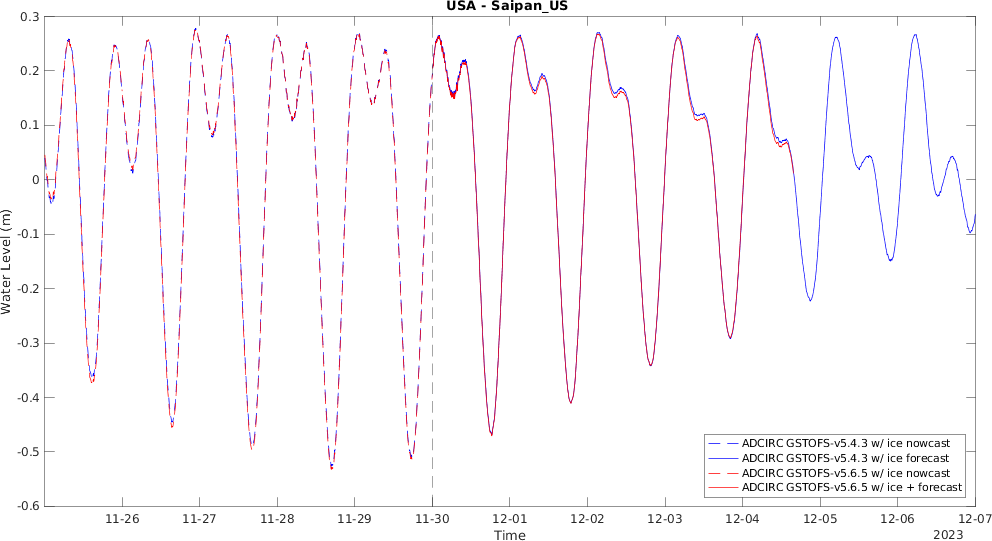 USA - Saipan_US
0.3
0.2
0.1
0
-0.1
-0.2
-0.3
-0.4
-0.5
-0.6
Water Level (m)
ADCIRC GSTOFS-v5.4.3 w/ ice nowcast
ADCIRC GSTOFS-v5.4.3 w/ ice forecast
ADCIRC GSTOFS-v5.6.5 w/ ice nowcast
ADCIRC GSTOFS-v5.6.5 w/ ice + forecast
11-26 11-27 11-28 11-29 11-30 12-01 12-02 12-03 12-04 12-05 12-06 12-07
Time
2023